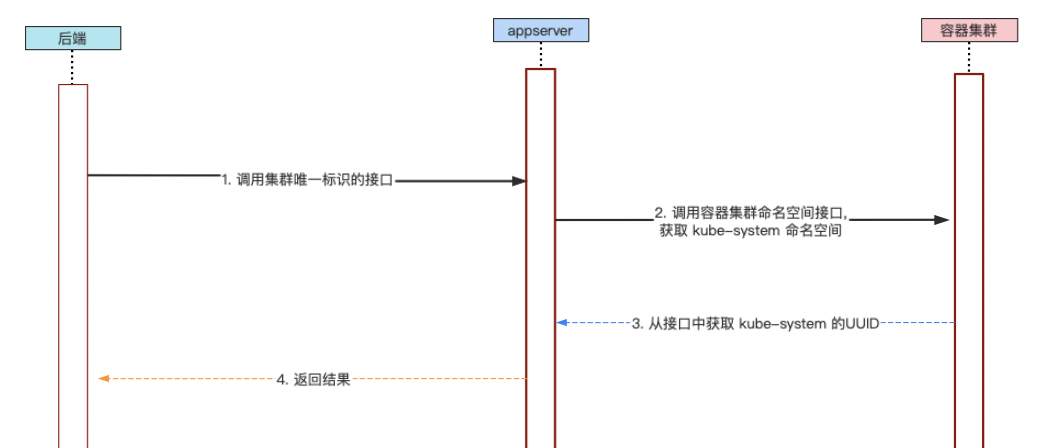 后端
appserver
容器集群
1. 调用集群唯一标识的接口
2. 调用容器集群命名空间接口,
获取 kube-system 命名空间
3. 从接口中获取 kube-system 的UUID
4. 返回结果